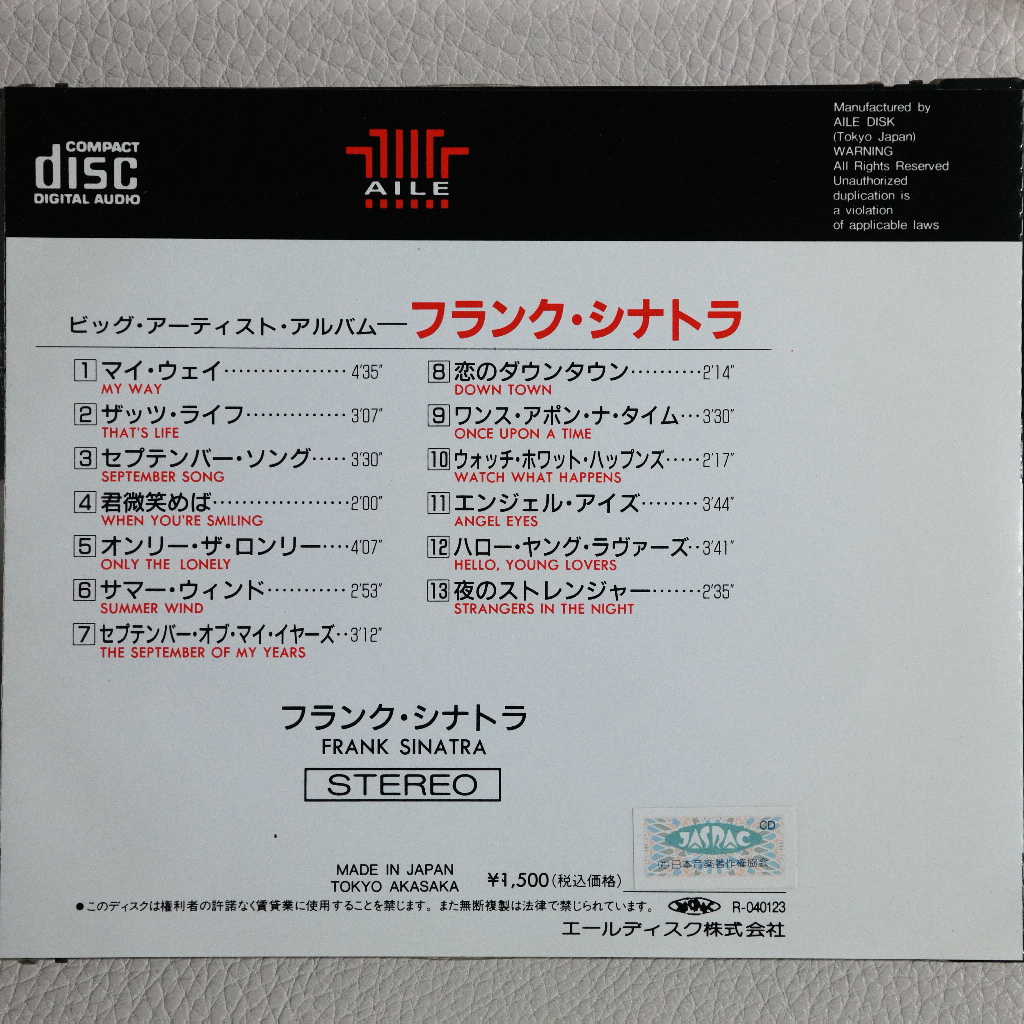 COMPACT
disc
DIGITAL AUDIO
AILE
Manufactured by
AILE DISK
(Tokyo Japan)
WARNING
All Rights Reserved
Unauthorized
duplication is
a violation
of applicable laws
ビッグ・アーティスト・アルバム―フランク・シナトラ
1 マイ・ウェイ················· 4'35"
MY WAY
2 ザッツ・ライフ·············· 3'07"
THAT'S LIFE
3 セプテンバー・ソング····· 3'30"
SEPTEMBER SONG
4 君微笑めば··················· 2'00"
WHEN YOU'RE SMILING
5 オンリー・ザ・ロンリー···· 4'07"
ONLY THE LONELY
6 サマー・ウィンド··········· 2'53"
SUMMER WIND
7 セプテンバー・オブ・マイ・イヤーズ·· 3'12"
THE SEPTEMBER OF MY YEARS
8 恋のダウンタウン·········· 2'14"
DOWN TOWN
9 ワンス・アポン・ナ・タイム··· 3'30"
ONCE UPON A TIME
10 ウォッチ・ホワット・ハップンズ····· 2'17"
WATCH WHAT HAPPENS
11 エンジェル・アイズ········ 3'44"
ANGEL EYES
12 ハロー・ヤング・ラヴァーズ·· 3'41"
HELLO, YOUNG LOVERS
13 夜のストレンジャー······· 2'35"
STRANGERS IN THE NIGHT
フランク・シナトラ
FRANK SINATRA
STEREO
CD
JASRAC
(社)日本音楽著作権協会
MADE IN JAPAN
TOKYO AKASAKA
¥1,500(税込価格)
●このディスクは権利者の許諾なく賃貸業に使用することを禁じます。また無断複製は法律で禁じられています。
R-040123
エールディスク株式会社